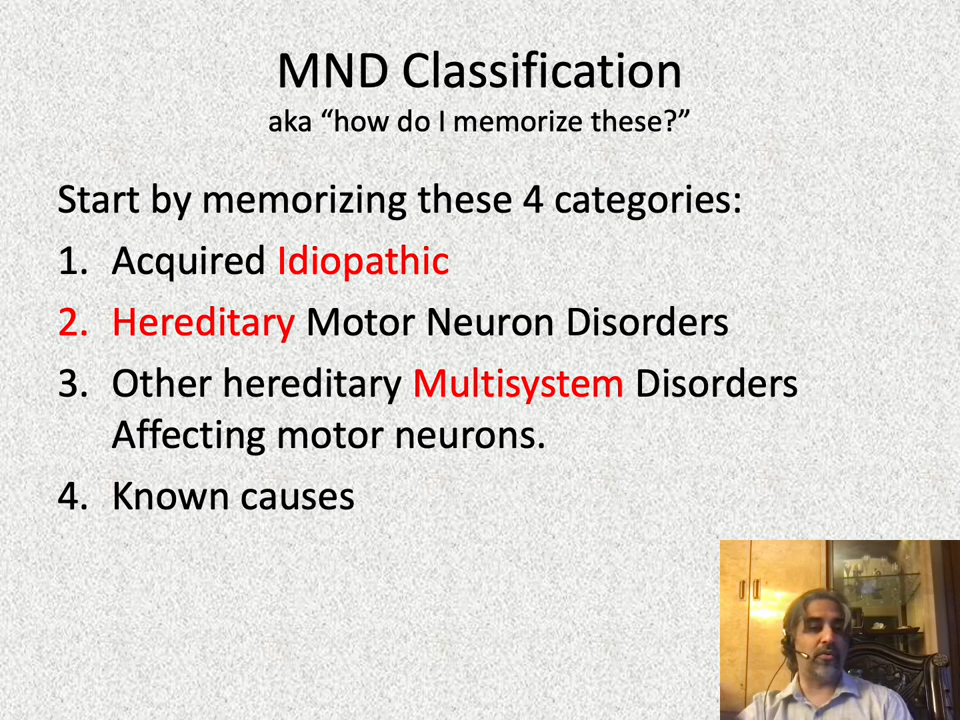 MND Classification
aka “how do I memorize these?”
Start by memorizing these 4 categories:
1. Acquired Idiopathic
2. Hereditary Motor Neuron Disorders
3. Other hereditary Multisystem Disorders
Affecting motor neurons.
4. Known causes